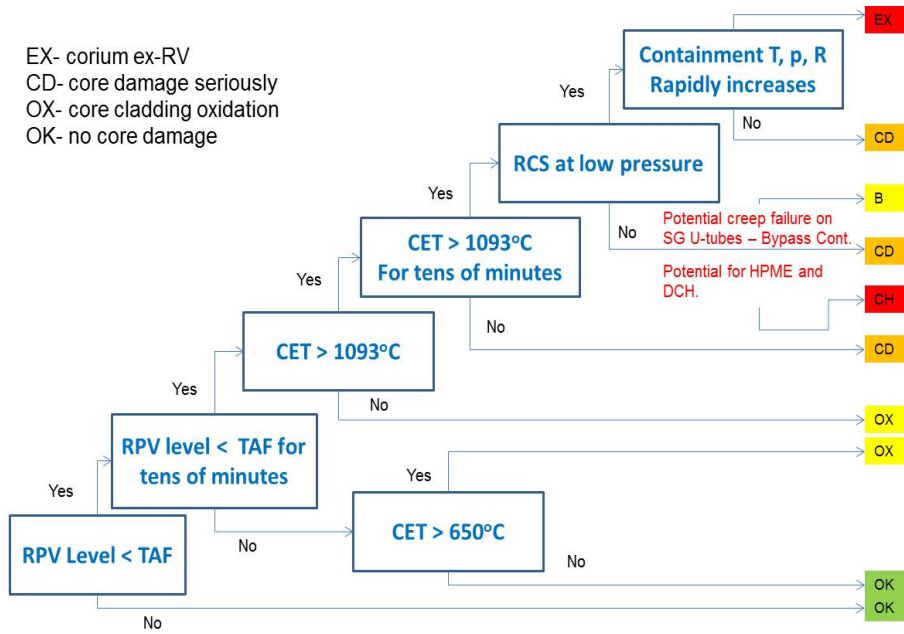 EX- corium ex-RV
CD- core damage seriously
OX- core cladding oxidation
OK- no core damage
EX
Containment T, p, R
Rapidly increases
Yes
No
CD
RCS at low pressure
Yes
B
Potential creep failure on
SG U-tubes – Bypass Cont.
No
CD
CET > 1093°C
For tens of minutes
Potential for HPME and
DCH.
Yes
CH
No
CD
CET > 1093°C
Yes
No
OX
RPV level < TAF for
tens of minutes
OX
Yes
Yes
CET > 650°C
No
RPV Level < TAF
No
OK
OK
No